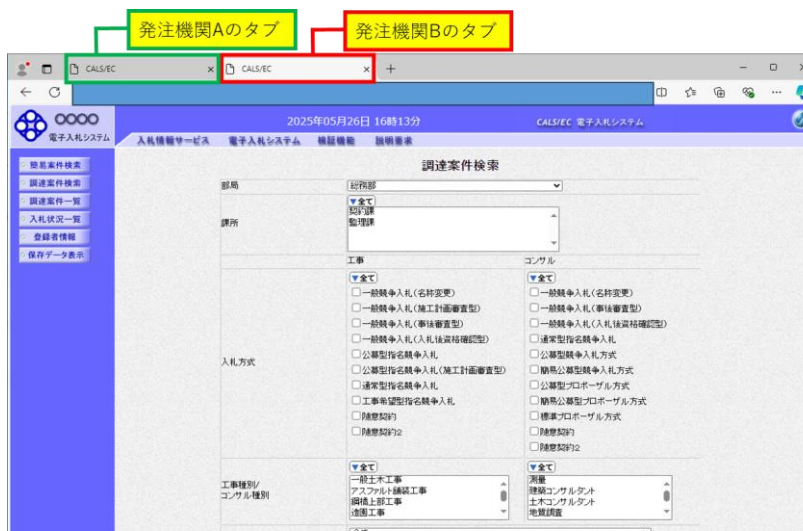 発注機関Aのタブ
発注機関Bのタブ
CALS/EC
CALS/EC
OOOO
電子入札システム
2025年05月26日 16時13分
CALS/EC 電子入札システム
入札情報サービス 電子入札システム 検証機能 説明要求
簡易案件検索
調達案件検索
調達案件一覧
入札状況一覧
登録者情報
保存データ表示
調達案件検索
部局 総務部
課所
▼全て
契約課
監理課
工事 コンサル
入札方式
▼全て
一般競争入札(名称変更)
一般競争入札(施工計画審査型)
一般競争入札(事後審査型)
一般競争入札(入札後資格確認型)
公募型指名競争入札
公募型指名競争入札(施工計画審査型)
通常型指名競争入札
工事希望型指名競争入札
随意契約
随意契約2
▼全て
一般競争入札(名称変更)
一般競争入札(事後審査型)
一般競争入札(入札後資格確認型)
通常型指名競争入札
公募型競争入札方式
簡易公募型競争入札方式
公募型プロポーザル方式
簡易公募型プロポーザル方式
標準プロポーザル方式
随意契約
随意契約2
工事種別/
コンサル種別
▼全て
一般土木工事
アスファルト舗装工事
鋼橋上部工事
造園工事
▼全て
測量
建築コンサルタント
土木コンサルタント
地質調査